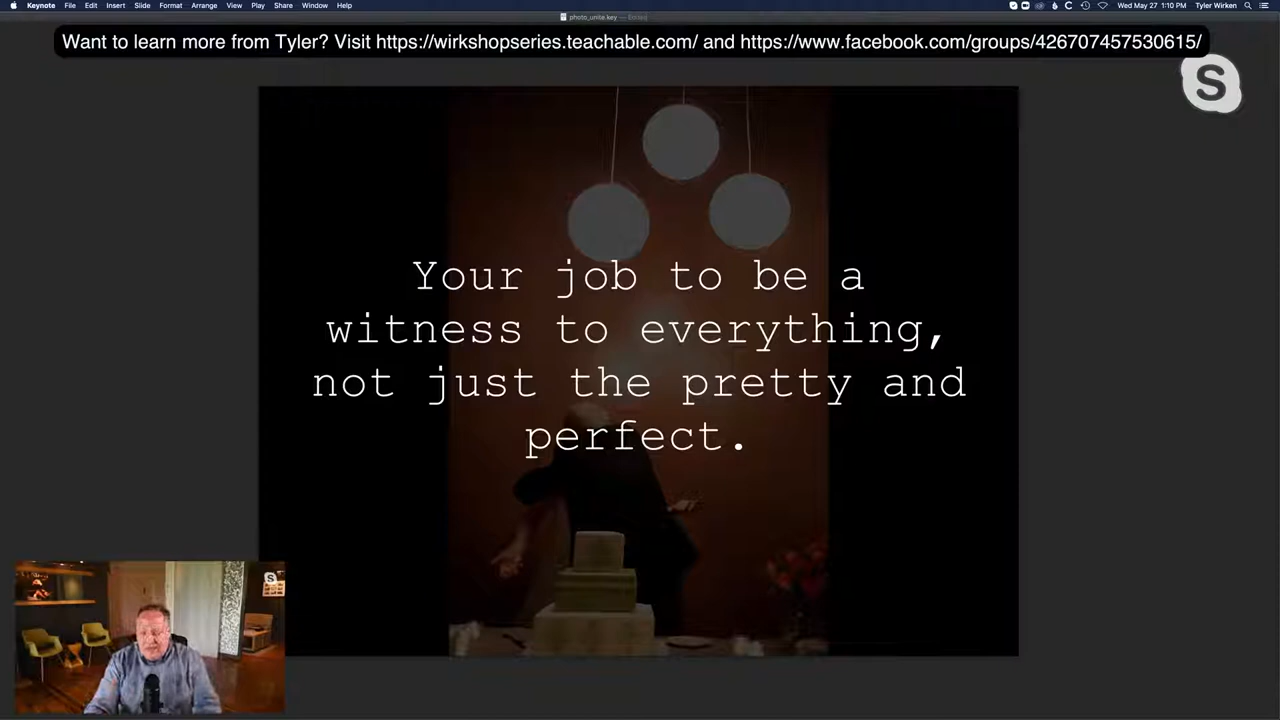 Keynote File Edit Insert Slide Format Arrange View Play Share Window Help Wed May 27 1:10 PM Tyler Wirken
photo_unite.key
Want to learn more from Tyler? Visit https://wirkshopseries.teachable.com/ and https://www.facebook.com/groups/426707457530615/
S
Your job to be a
witness to everything,
not just the pretty and
perfect.